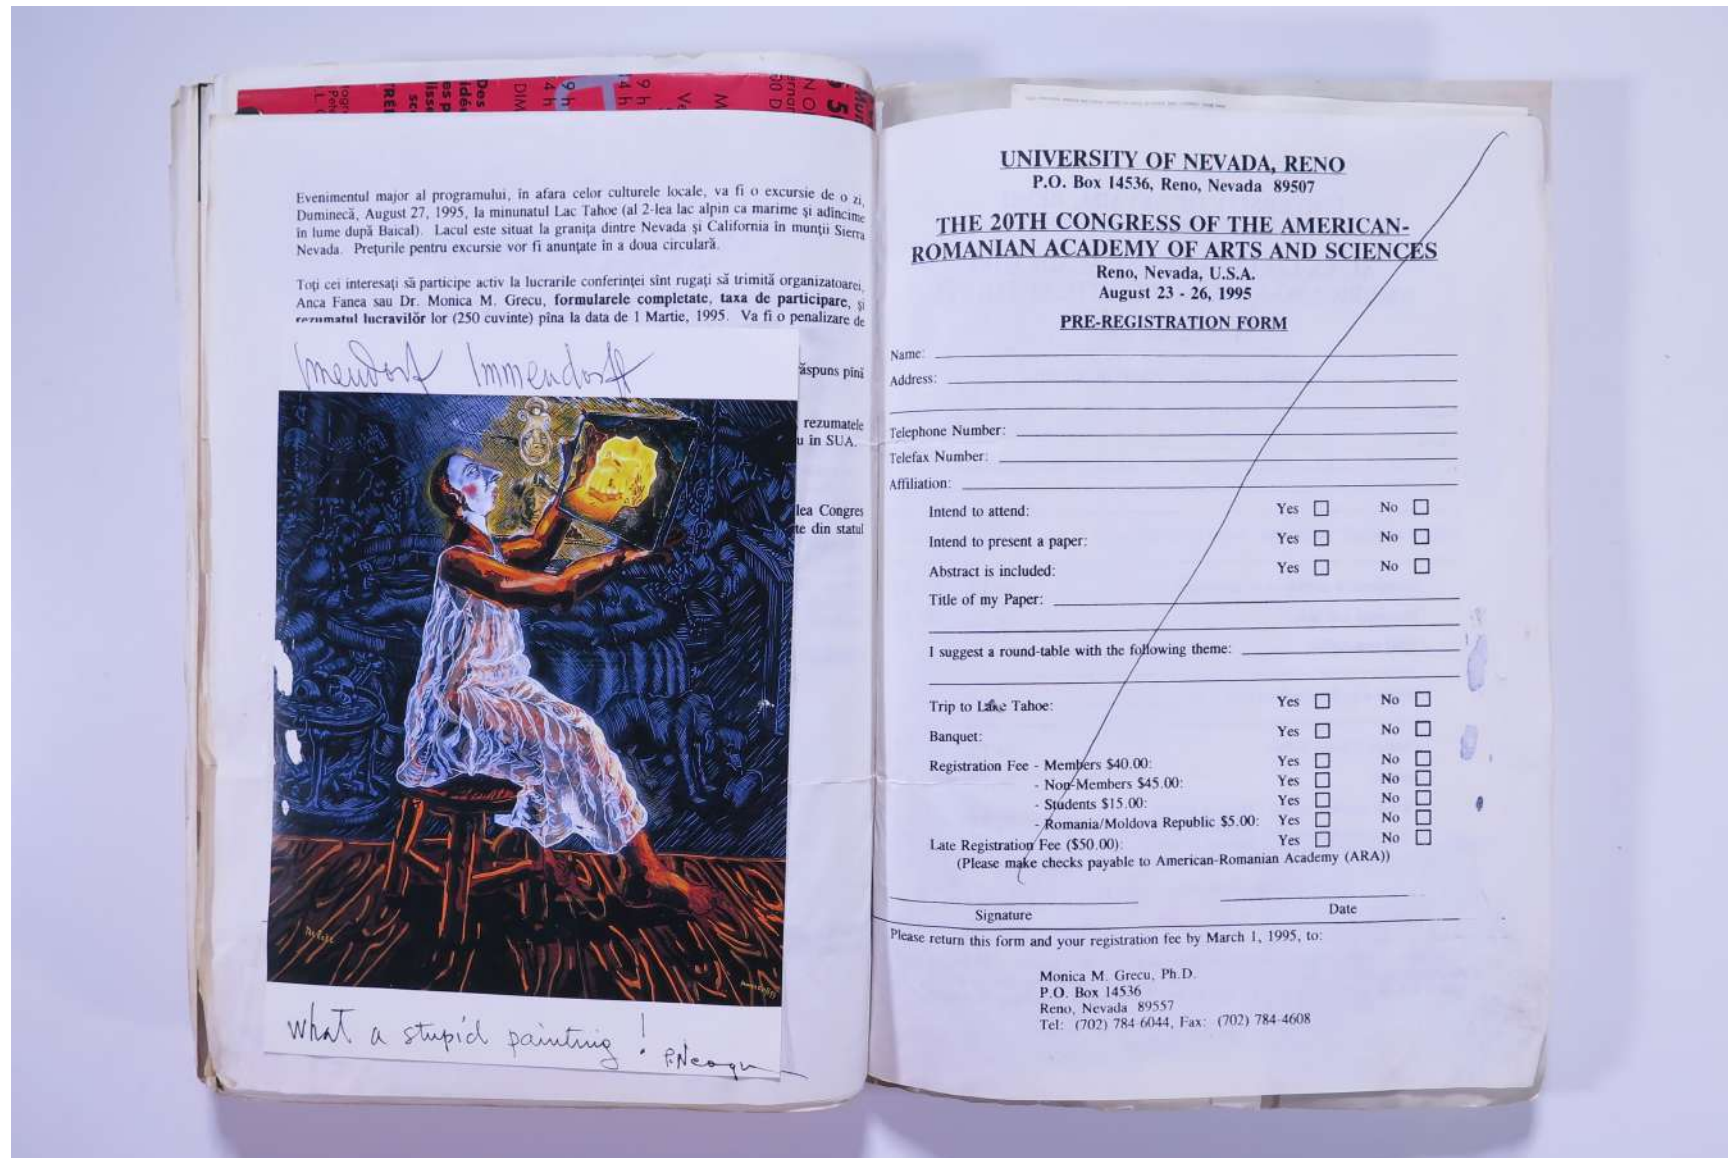 Evenimentul major al programului, în afara celor culturele locale, va fi o excursie de o zi,
Duminecă, August 27, 1995, la minunatul Lac Tahoe (al 2-lea lac alpin ca marime și adîncime
în lume după Baical). Lacul este situat la granița dintre Nevada și California în munții Sierra
Nevada. Prețurile pentru excursie vor fi anunțate în a doua circulară.
Toți cei interesați să participe activ la lucrarile conferinței sînt rugați să trimită organizatoarei,
Anca Fanea sau Dr. Monica M. Grecu, formularele completate, taxa de participare, și
rezumatul lucravilōr lor (250 cuvinte) pîna la data de 1 Martie, 1995. Va fi o penalizare de
ăspuns pînă
rezumatele
u in SUA.
lea Congres
te din statul
Immendorff
what a stupid painting !
P.Neagu
UNIVERSITY OF NEVADA, RENO
P.O. Box 14536, Reno, Nevada 89507
THE 20TH CONGRESS OF THE AMERICAN-
ROMANIAN ACADEMY OF ARTS AND SCIENCES
Reno, Nevada, U.S.A.
August 23 - 26, 1995
PRE-REGISTRATION FORM
Name:
Address:
Telephone Number:
Telefax Number:
Affiliation:
Intend to attend: Yes No
Intend to present a paper: Yes No
Abstract is included: Yes No
Title of my Paper:
I suggest a round-table with the following theme:
Trip to Lake Tahoe: Yes No
Banquet: Yes No
Registration Fee - Members $40.00: Yes No
- Non-Members $45.00: Yes No
- Students $15.00: Yes No
- Romania/Moldova Republic $5.00: Yes No
Late Registration Fee ($50.00): Yes No
(Please make checks payable to American-Romanian Academy (ARA))
Signature Date
Please return this form and your registration fee by March 1, 1995, to:
Monica M. Grecu, Ph.D.
P.O. Box 14536
Reno, Nevada 89557
Tel: (702) 784-6044, Fax: (702) 784-4608